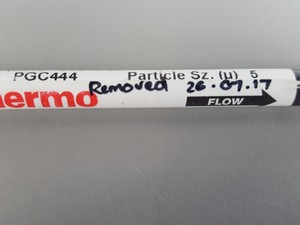 PGC444 Particle Sz. (µ) 5
hermo Removed 26.07.17
FLOW